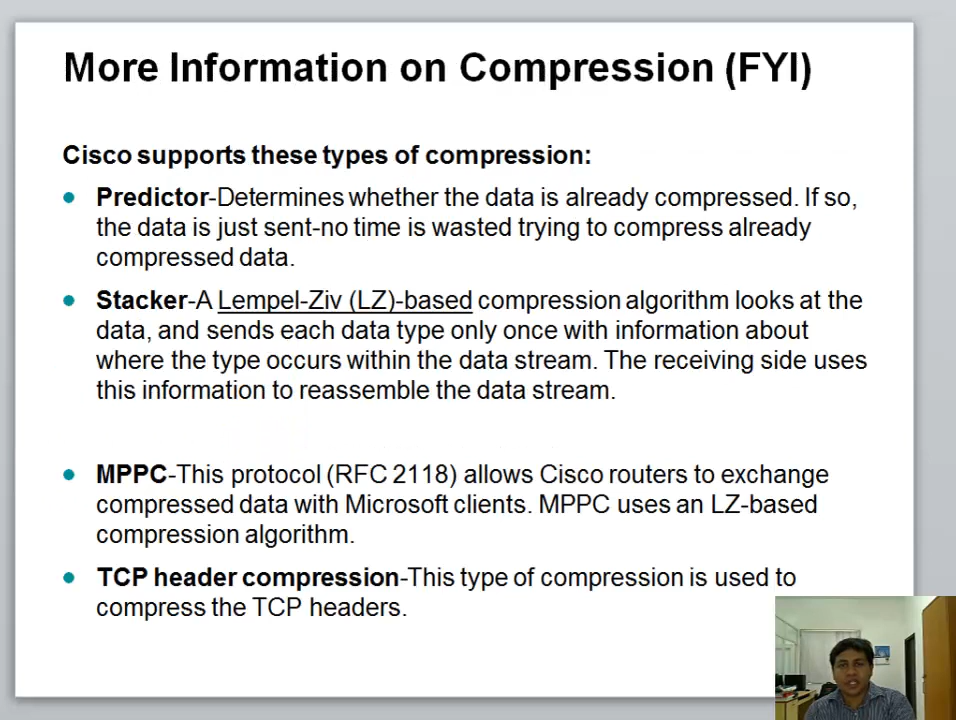 More Information on Compression (FYI)
Cisco supports these types of compression:
Predictor-Determines whether the data is already compressed. If so,
the data is just sent-no time is wasted trying to compress already
compressed data.
Stacker-A Lempel-Ziv (LZ)-based compression algorithm looks at the
data, and sends each data type only once with information about
where the type occurs within the data stream. The receiving side uses
this information to reassemble the data stream.
MPPC-This protocol (RFC 2118) allows Cisco routers to exchange
compressed data with Microsoft clients. MPPC uses an LZ-based
compression algorithm.
TCP header compression-This type of compression is used to
compress the TCP headers.